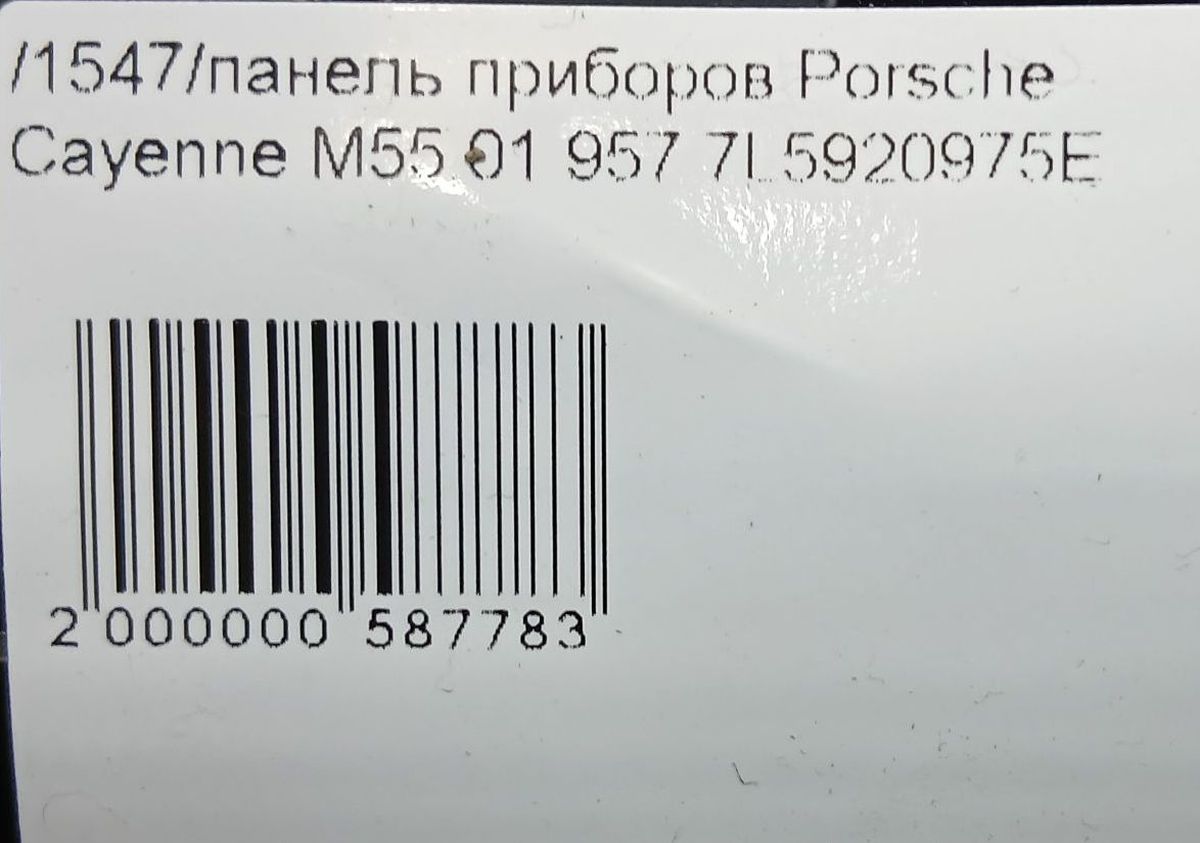 /1547/панель приборов Porsche
Cayenne M55 01 957 7L5920975E
2 000000 587783